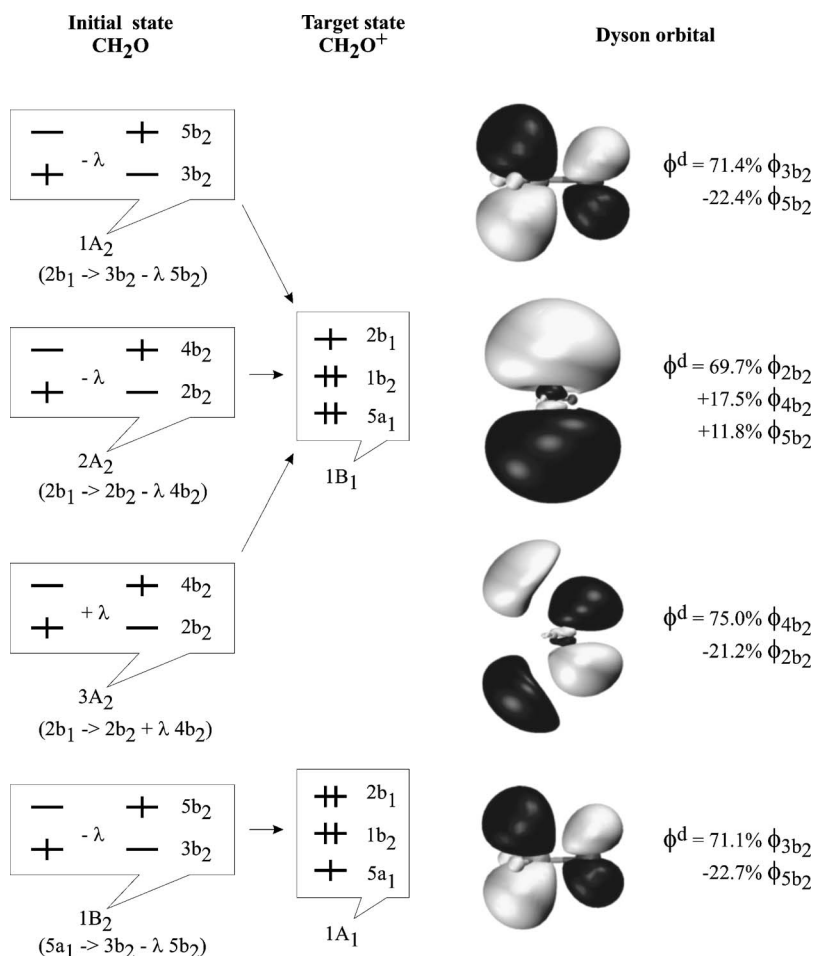 Initial state
CH₂O
Target state
CH₂O⁺
Dyson orbital
5b₂
- λ
3b₂
1A₂
(2b₁ -> 3b₂ - λ 5b₂)
ϕᵈ = 71.4% ϕ3b₂
-22.4% ϕ5b₂
4b₂
- λ
2b₂
2A₂
(2b₁ -> 2b₂ - λ 4b₂)
2b₁
1b₂
5a₁
1B₁
ϕᵈ = 69.7% ϕ2b₂
+17.5% ϕ4b₂
+11.8% ϕ5b₂
4b₂
+ λ
2b₂
3A₂
(2b₁ -> 2b₂ + λ 4b₂)
ϕᵈ = 75.0% ϕ4b₂
-21.2% ϕ2b₂
5b₂
- λ
3b₂
1B₂
(5a₁ -> 3b₂ - λ 5b₂)
2b₁
1b₂
5a₁
1A₁
ϕᵈ = 71.1% ϕ3b₂
-22.7% ϕ5b₂